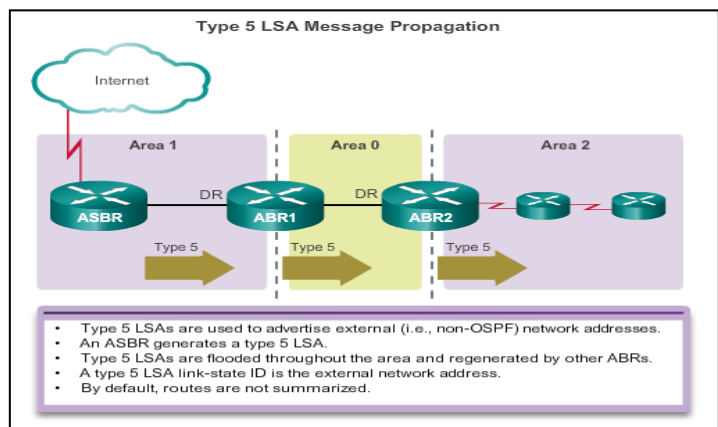 Type 5 LSA Message Propagation
Internet
Area 1
Area 0
Area 2
DR
DR
ASBR
ABR1
ABR2
Type 5
Type 5
Type 5
• Type 5 LSAs are used to advertise external (i.e., non-OSPF) network addresses.
• An ASBR generates a type 5 LSA.
• Type 5 LSAs are flooded throughout the area and regenerated by other ABRs.
• A type 5 LSA link-state ID is the external network address.
• By default, routes are not summarized.